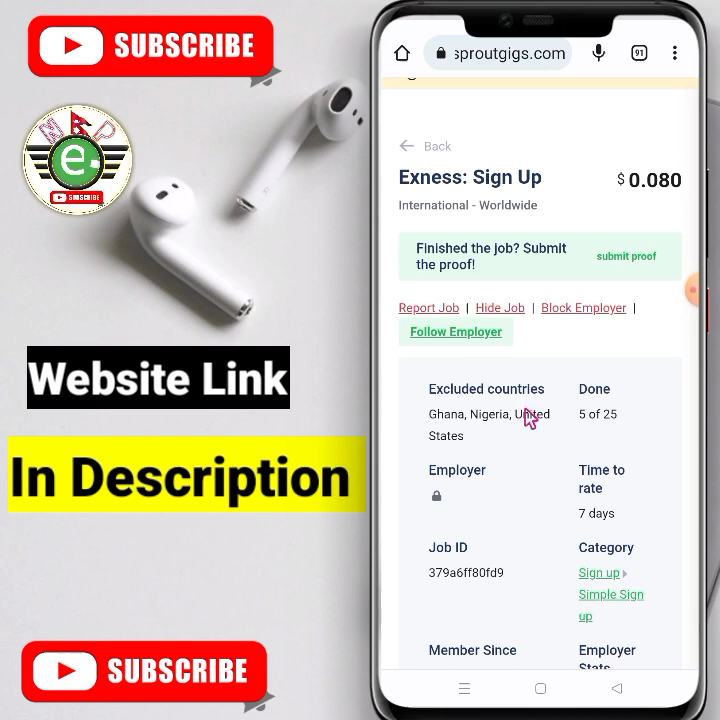 SUBSCRIBE
M P
e
SUBSCRIBE
Website Link
In Description
SUBSCRIBE
sproutgigs.com
91
Back
Exness: Sign Up
$ 0.080
International - Worldwide
Finished the job? Submit
the proof!
submit proof
Report Job | Hide Job | Block Employer |
Follow Employer
Excluded countries
Ghana, Nigeria, United
States
Done
5 of 25
Employer
Time to
rate
7 days
Job ID
379a6ff80fd9
Category
Sign up
Simple Sign
up
Member Since
Employer
Stats